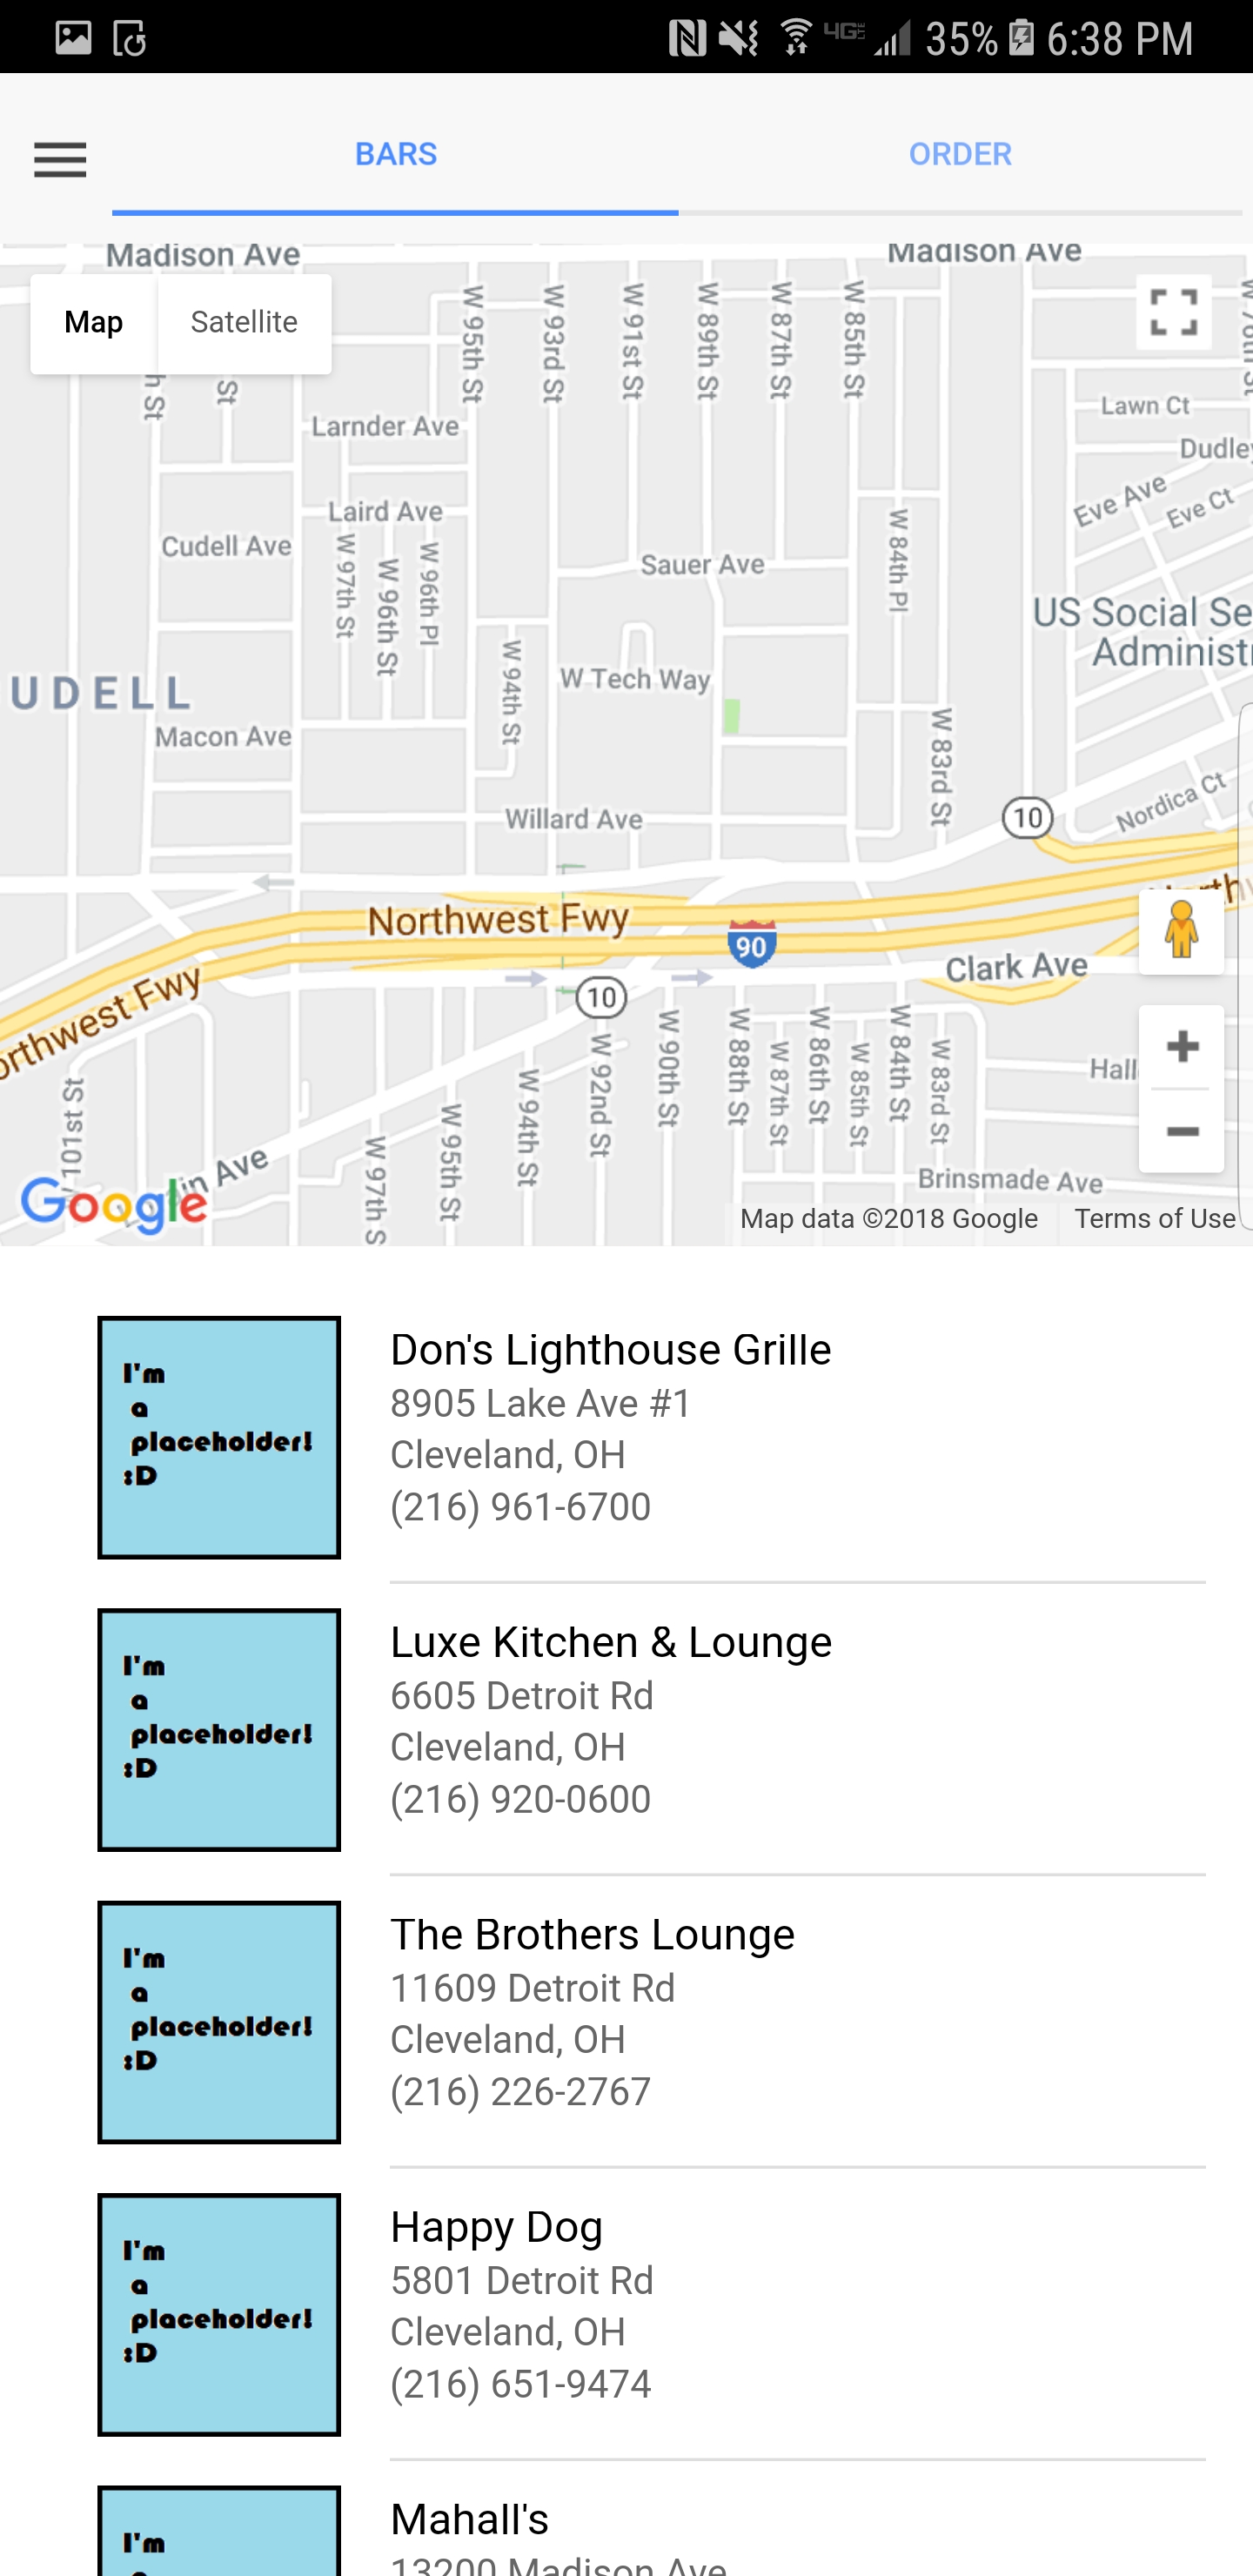 4G LTE 35% 6:38 PM
BARS ORDER
Madison Ave Madison Ave
Map Satellite
h St
St
W 95th St
W 93rd St
W 91st St
W 89th St
W 87th St
W 85th St
Lawn Ct
Larnder Ave
Dudley
Eve Ave
Eve Ct
Laird Ave
Cudell Ave
W 97th St
W 96th St
W 96th Pl
Sauer Ave
W 84th Pl
US Social Se
Administr
UDELL
W 94th St
W Tech Way
Macon Ave
W 83rd St
Willard Ave
10
Nordica Ct
Northwest Fwy
90
Clark Ave
orthwest Fwy
10
W 101st St
W 97th S
W 95th St
W 94th St
W 92nd St
W 90th St
W 88th St
W 87th St
W 86th St
W 85th St
W 84th St
W 83rd St
Hall
in Ave
Brinsmade Ave
Google
Map data ©2018 Google Terms of Use
I'm
a
placeholder!
:D
Don's Lighthouse Grille
8905 Lake Ave #1
Cleveland, OH
(216) 961-6700
I'm
a
placeholder!
:D
Luxe Kitchen & Lounge
6605 Detroit Rd
Cleveland, OH
(216) 920-0600
I'm
a
placeholder!
:D
The Brothers Lounge
11609 Detroit Rd
Cleveland, OH
(216) 226-2767
I'm
a
placeholder!
:D
Happy Dog
5801 Detroit Rd
Cleveland, OH
(216) 651-9474
I'm
Mahall's
13200 Madison Ave